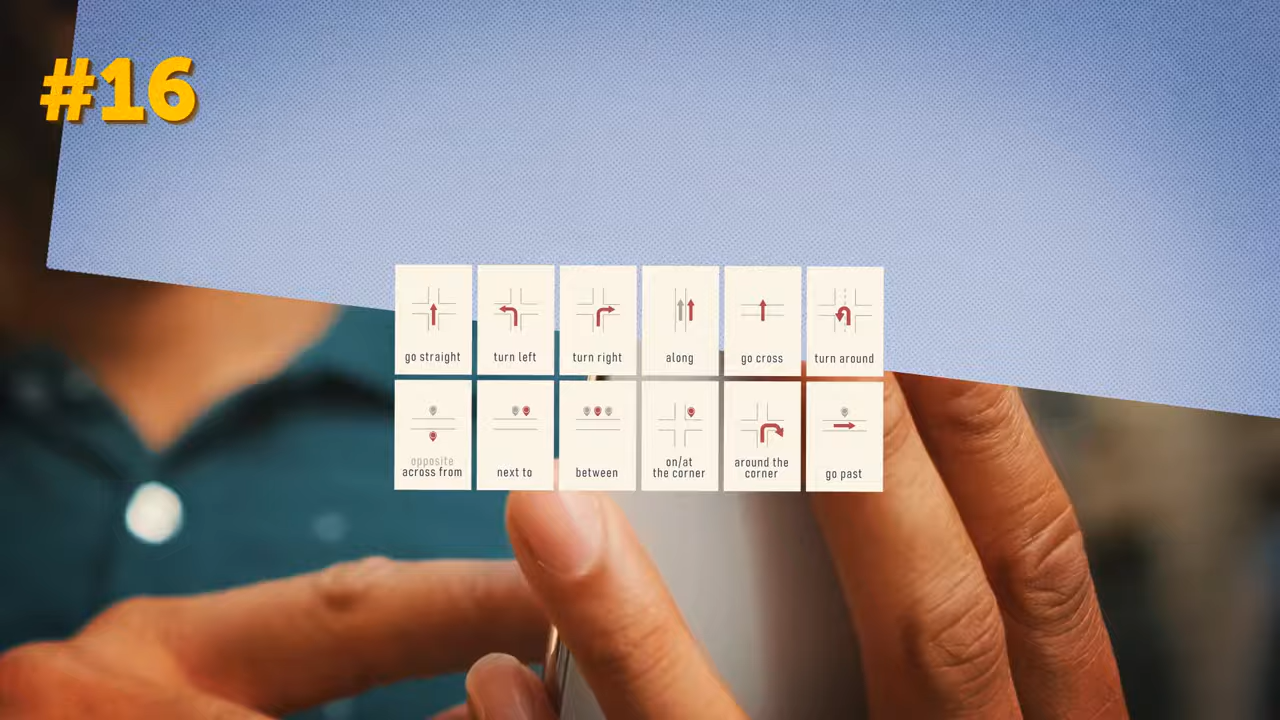 #16
go straight
turn left
turn right
along
go cross
turn around
opposite
across from
next to
between
on/at
the corner
around the
corner
go past